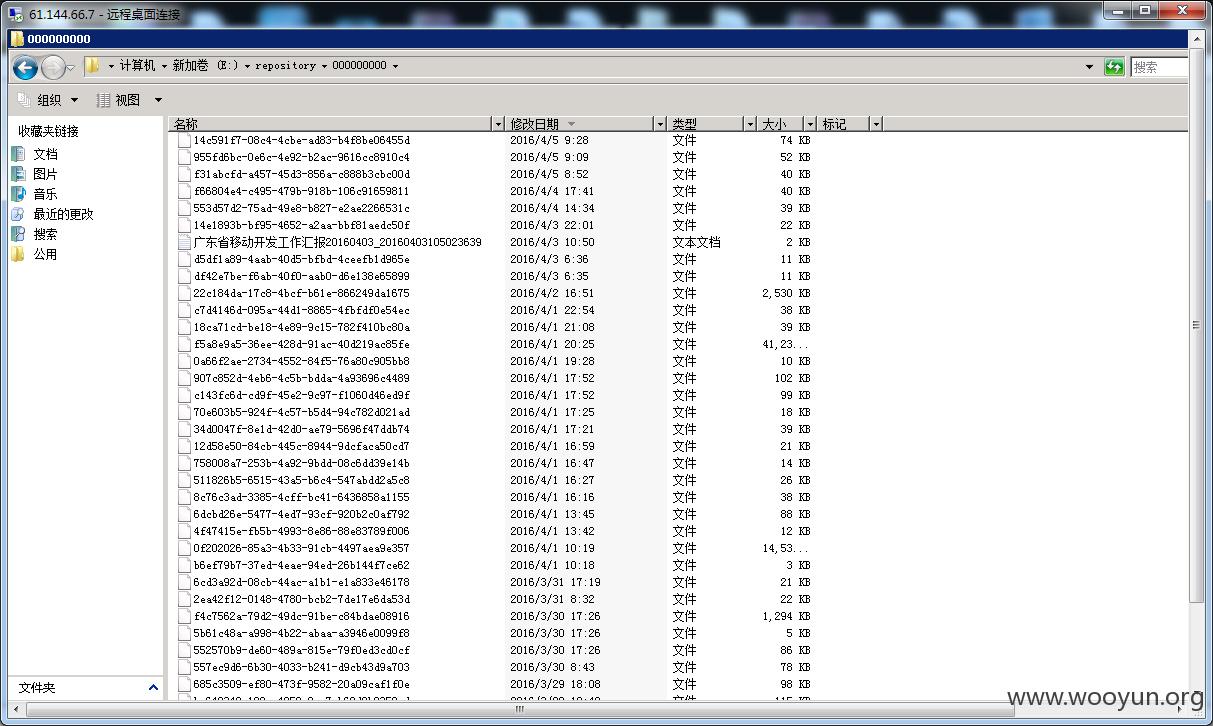 61.144.66.7 - 远程桌面连接
000000000
计算机 新加卷 (E:) repository 000000000 搜索
组织 视图
收藏夹链接
文档
图片
音乐
最近的更改
搜索
公用
文件夹
名称 修改日期 类型 大小 标记
14c591f7-08c4-4cbe-ad83-b4f8be06455d 2016/4/5 9:28 文件 74 KB
955fd6bc-0e6c-4e92-b2ac-9616cc8910c4 2016/4/5 9:09 文件 52 KB
f31abcfd-a457-45d3-856a-c888b3cbc00d 2016/4/5 8:52 文件 40 KB
f66804e4-c495-479b-918b-106c91659811 2016/4/4 17:41 文件 40 KB
553d57d2-75ad-49e8-b827-e2ae2266531c 2016/4/4 14:34 文件 39 KB
14e1893b-bf95-4652-a2aa-bbf81aedc50f 2016/4/3 22:01 文件 22 KB
广东省移动开发工作汇报20160403_20160403105023639 2016/4/3 10:50 文本文档 2 KB
d5df1a89-4aab-40d5-bfbd-4ceefb1d965e 2016/4/3 6:36 文件 11 KB
df42e7be-f6ab-40f0-aab0-d6e138e65899 2016/4/3 6:35 文件 11 KB
22c184da-17c8-4bcf-b61e-866249da1675 2016/4/2 16:51 文件 2,530 KB
c7d4146d-095a-44d1-8865-4fbfdf0e54ec 2016/4/1 22:54 文件 38 KB
18ca71cd-be18-4e89-9c15-782f410bc80a 2016/4/1 21:08 文件 39 KB
f5a8e9a5-36ee-428d-91ac-40d219ac85fe 2016/4/1 20:25 文件 41,23...
0a66f2ae-2734-4552-84f5-76a80c905bb8 2016/4/1 19:28 文件 10 KB
907c852d-4eb6-4c5b-bdda-4a93696c4489 2016/4/1 17:52 文件 102 KB
c143fc6d-cd9f-45e2-9c97-f1060d46ed9f 2016/4/1 17:52 文件 99 KB
70e603b5-924f-4c57-b5d4-94c782d021ad 2016/4/1 17:25 文件 18 KB
34d0047f-8e1d-42d0-ae79-5696f47ddb74 2016/4/1 17:21 文件 39 KB
12d58e50-84cb-445c-8944-9dcfaca50cd7 2016/4/1 16:59 文件 21 KB
758008a7-253b-4a92-9bdd-08c6dd39e14b 2016/4/1 16:47 文件 14 KB
511826b5-6515-43a5-b6c4-547abdd2a5c8 2016/4/1 16:27 文件 26 KB
8c76c3ad-3385-4cff-bc41-6436858a1155 2016/4/1 16:16 文件 38 KB
6dcbd26e-5477-4ed7-93cf-920b2c0af792 2016/4/1 13:45 文件 88 KB
4f47415e-fb5b-4993-8e86-88e83789f006 2016/4/1 13:42 文件 12 KB
0f202026-85a3-4b33-91cb-4497aea9e357 2016/4/1 10:19 文件 14,53...
b6ef79b7-37ed-4eae-94ed-26b144f7ce62 2016/4/1 10:18 文件 3 KB
6cd3a92d-08cb-44ac-a1b1-e1a833e46178 2016/3/31 17:19 文件 21 KB
2ea42f12-0148-4780-bcb2-7de17e6da53d 2016/3/31 8:32 文件 22 KB
f4c7562a-79d2-49dc-91be-c84bdae08916 2016/3/30 17:26 文件 1,294 KB
5b61c48a-a998-4b22-abaa-a3946e0099f8 2016/3/30 17:26 文件 5 KB
552570b9-de60-489a-815e-79f0ed3cd0cf 2016/3/30 17:26 文件 86 KB
557ec9d6-6b30-4033-b241-d9cb43d9a703 2016/3/30 8:43 文件 78 KB
685c3509-ef80-473f-9582-20a09caf1f0e 2016/3/29 18:08 文件 98 KB
www.wooyun.org